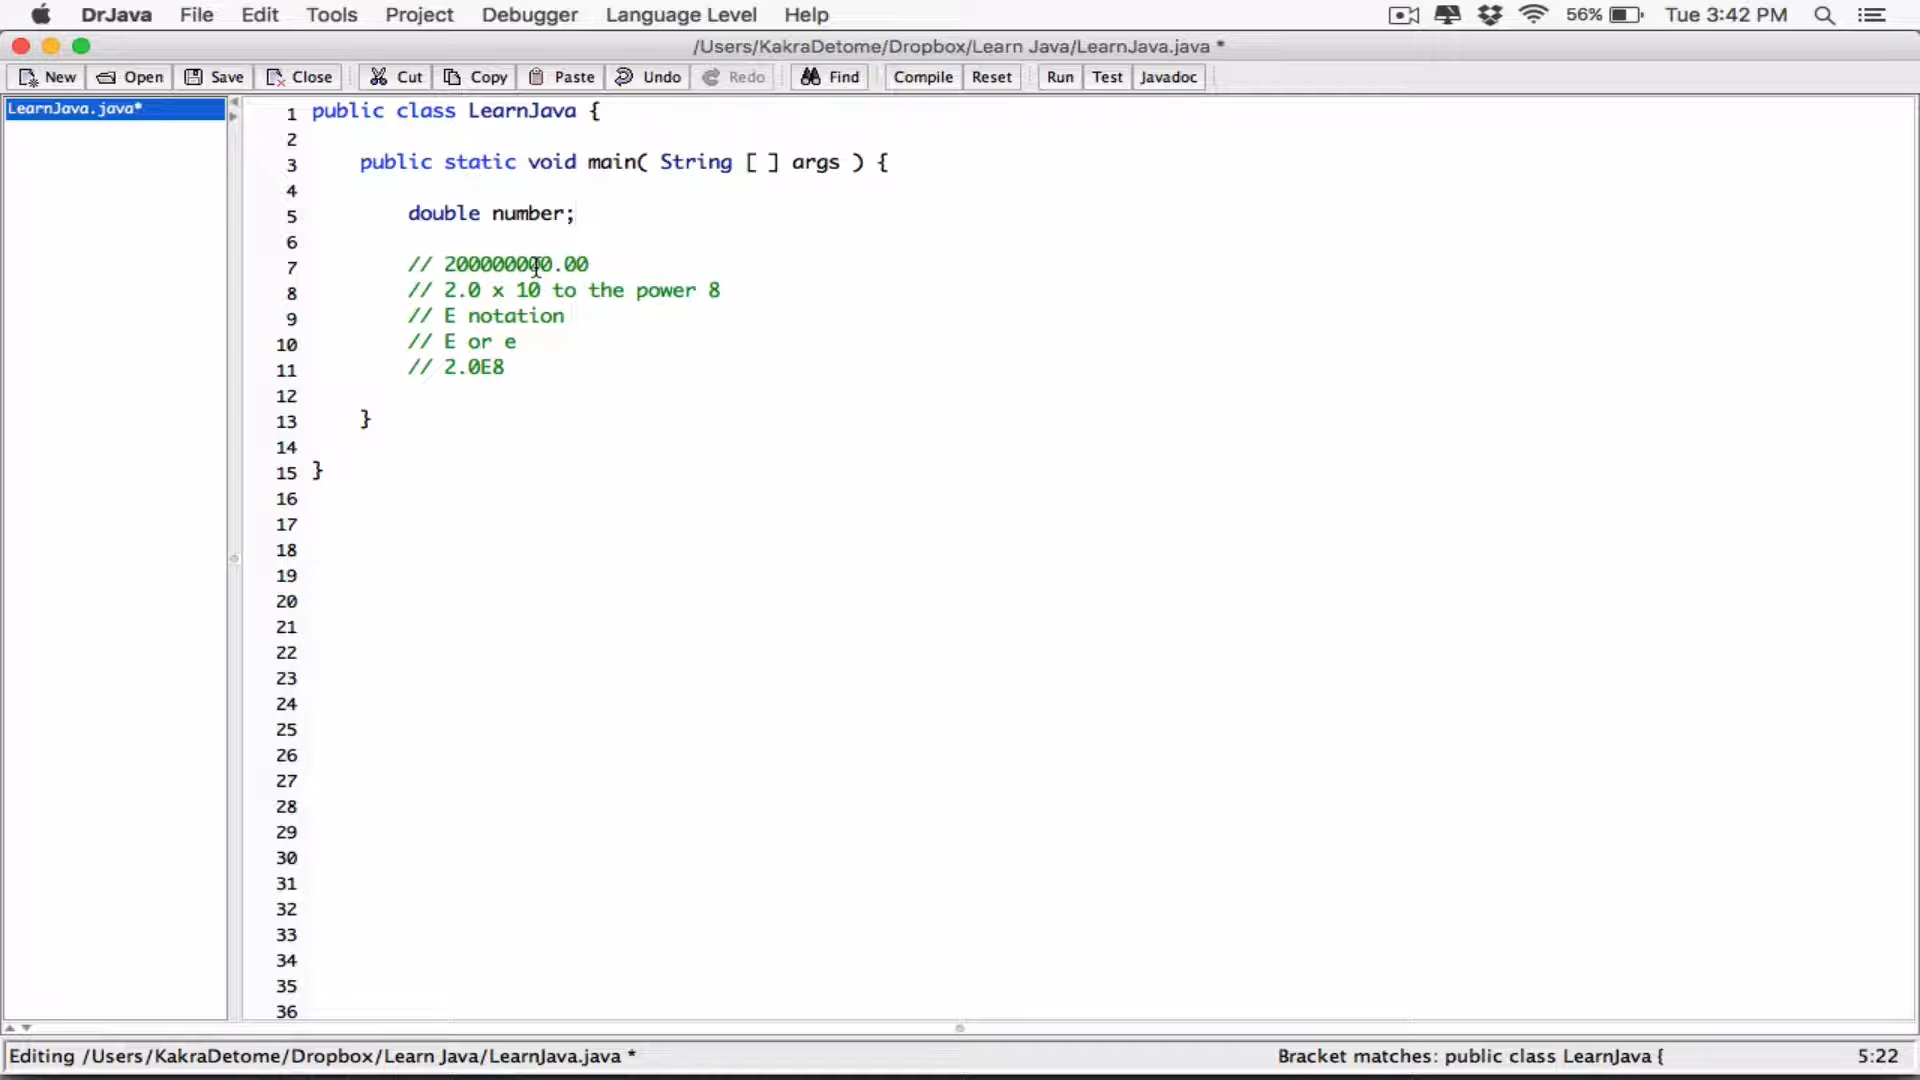 DrJava File Edit Tools Project Debugger Language Level Help 56% Tue 3:42 PM
/Users/KakraDetome/Dropbox/Learn Java/LearnJava.java *
New Open Save Close Cut Copy Paste Undo Redo Find Compile Reset Run Test Javadoc
LearnJava.java*
1 public class LearnJava {
2
3 public static void main( String [ ] args ) {
4
5 double number;
6
7 // 200000000.00
8 // 2.0 x 10 to the power 8
9 // E notation
10 // E or e
11 // 2.0E8
12
13 }
14
15 }
16
17
18
19
20
21
22
23
24
25
26
27
28
29
30
31
32
33
34
35
36
Editing /Users/KakraDetome/Dropbox/Learn Java/LearnJava.java * Bracket matches: public class LearnJava { 5:22